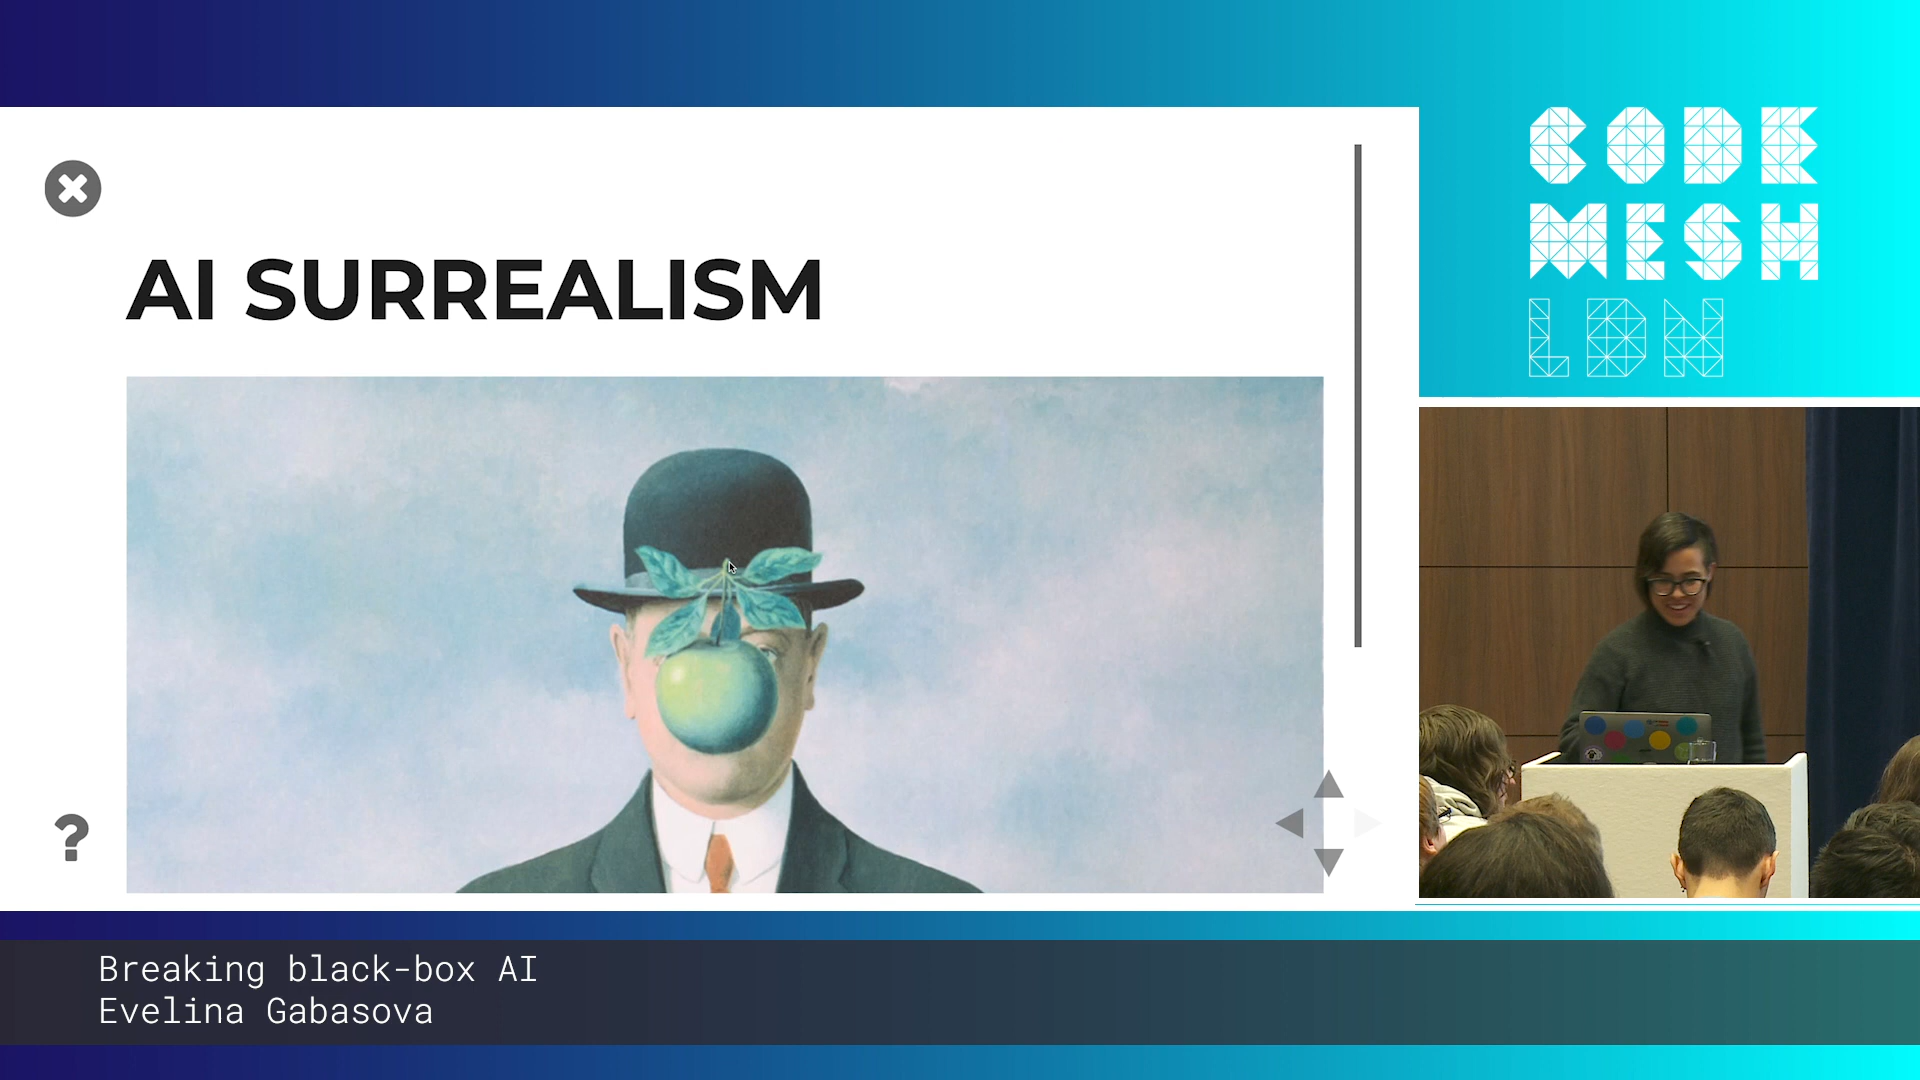 CODE
MESH
LDN
AI SURREALISM
?
Breaking black-box AI
Evelina Gabasova